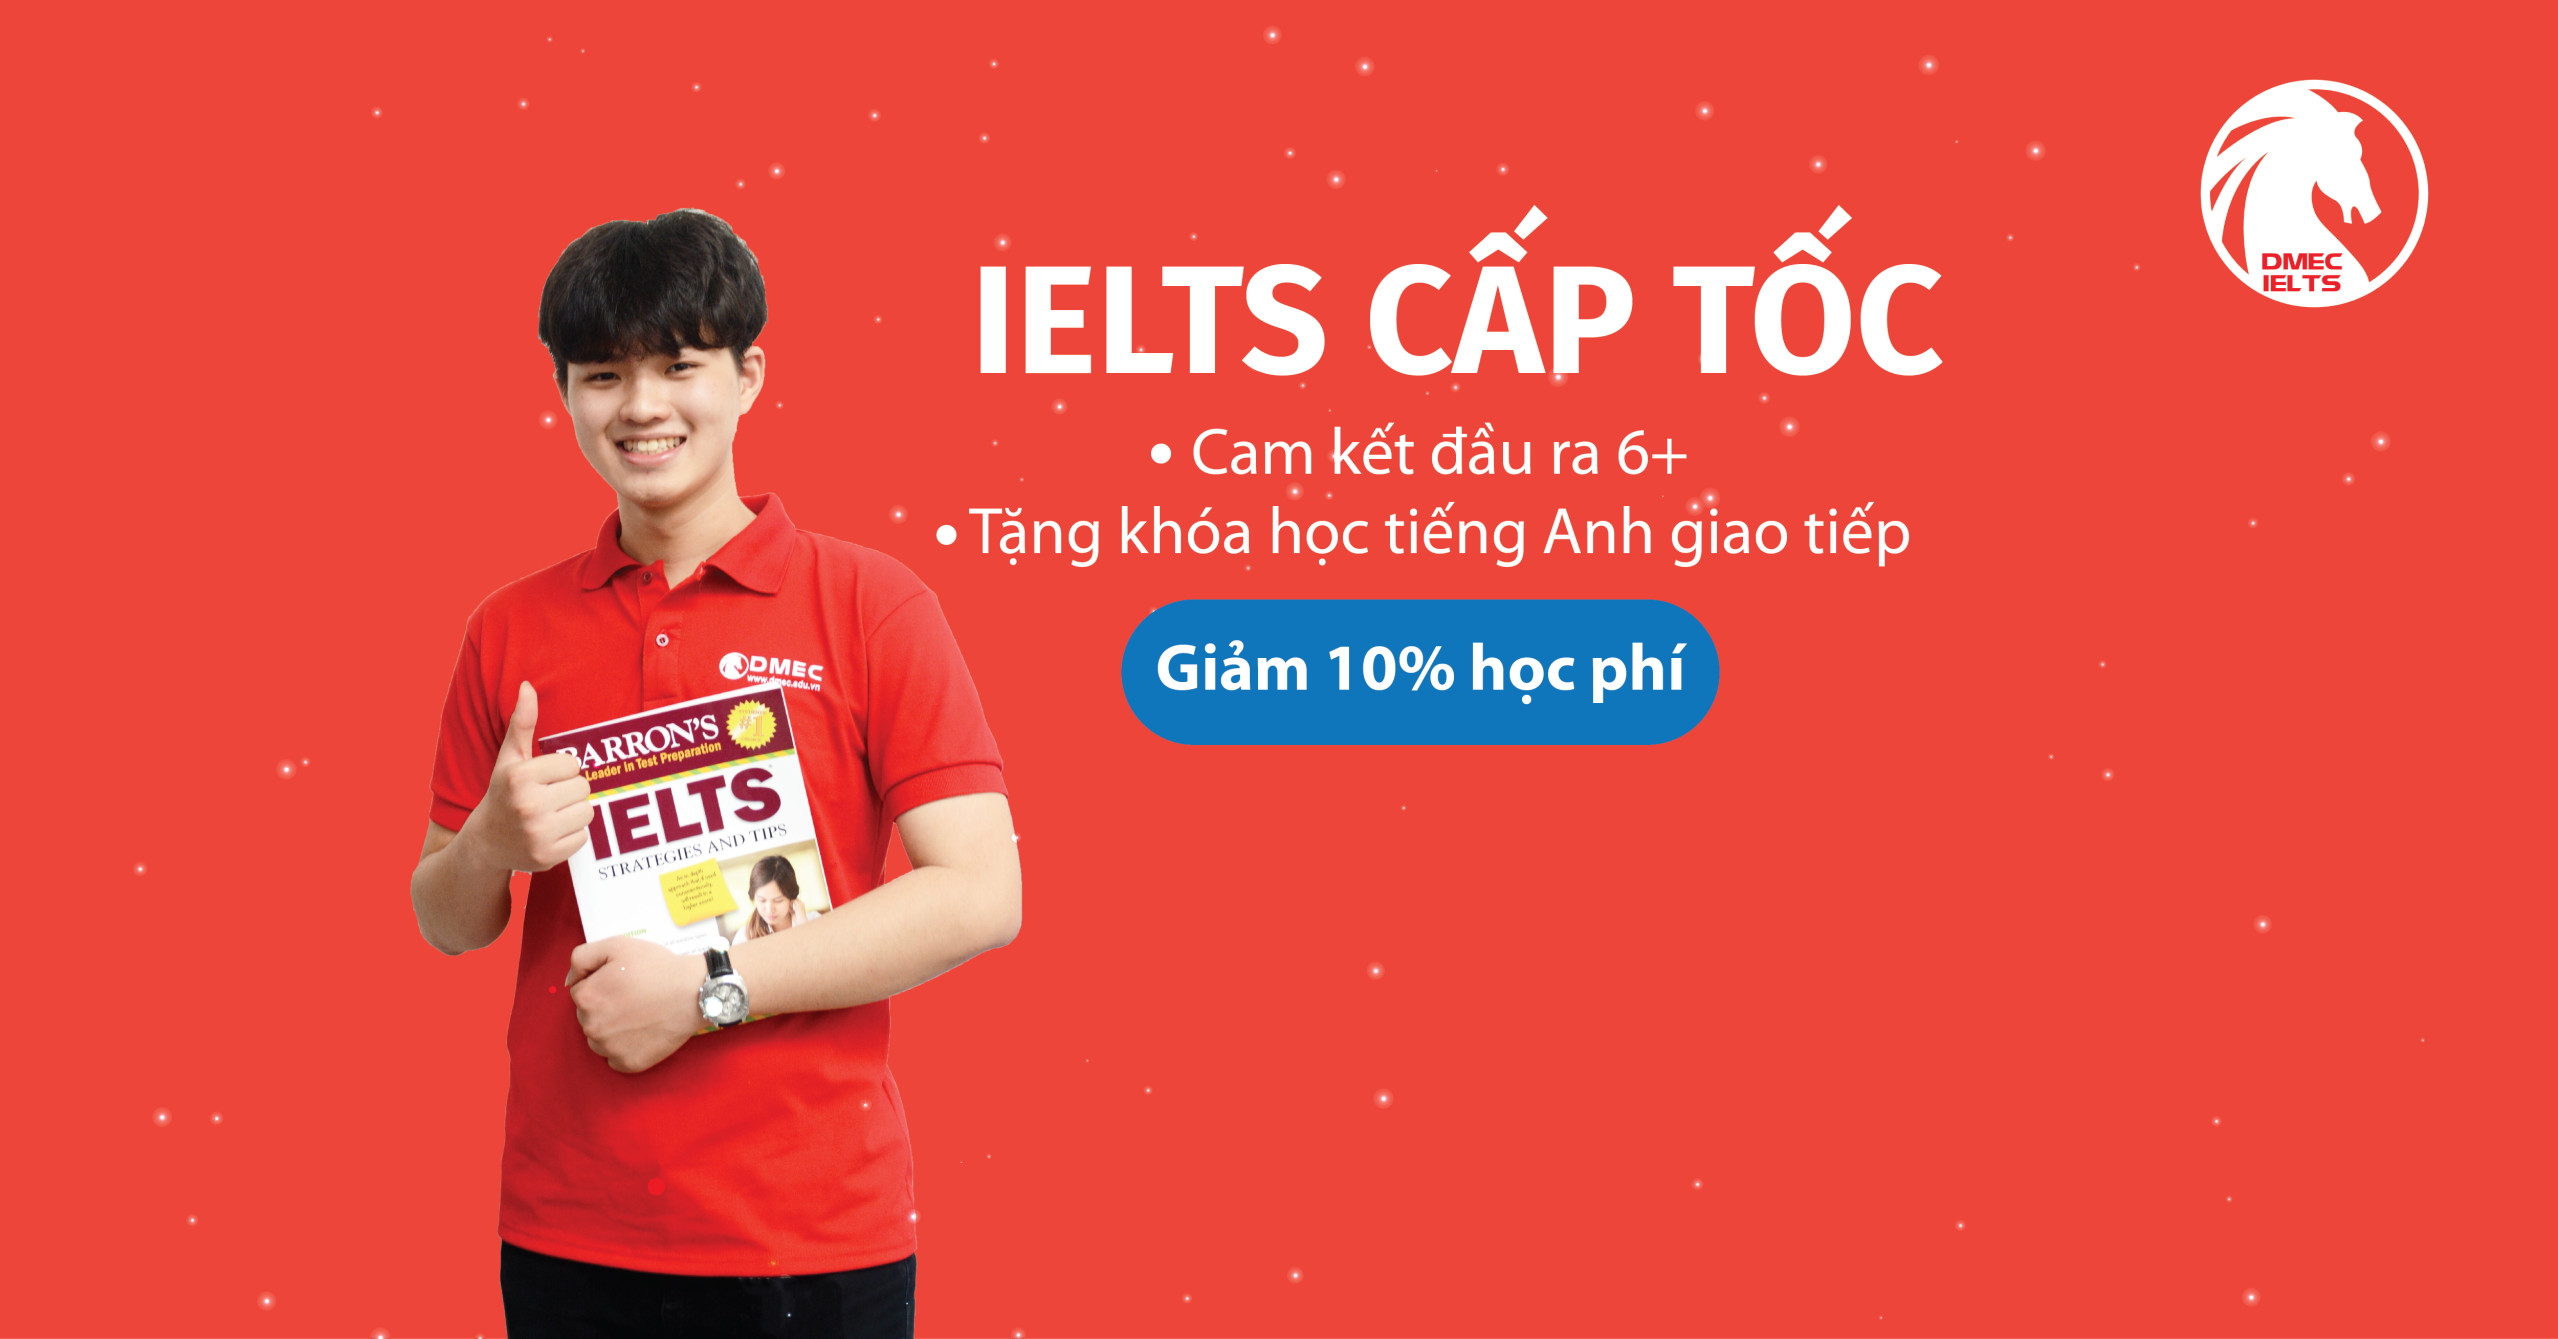 DMEC
IELTS
IELTS CẤP TỐC
• Cam kết đầu ra 6+
• Tặng khóa học tiếng Anh giao tiếp
Giảm 10% học phí
DMEC
www.dmec.edu.vn
BARRON'S
#1
Leader in Test Preparation
IELTS
STRATEGIES AND TIPS